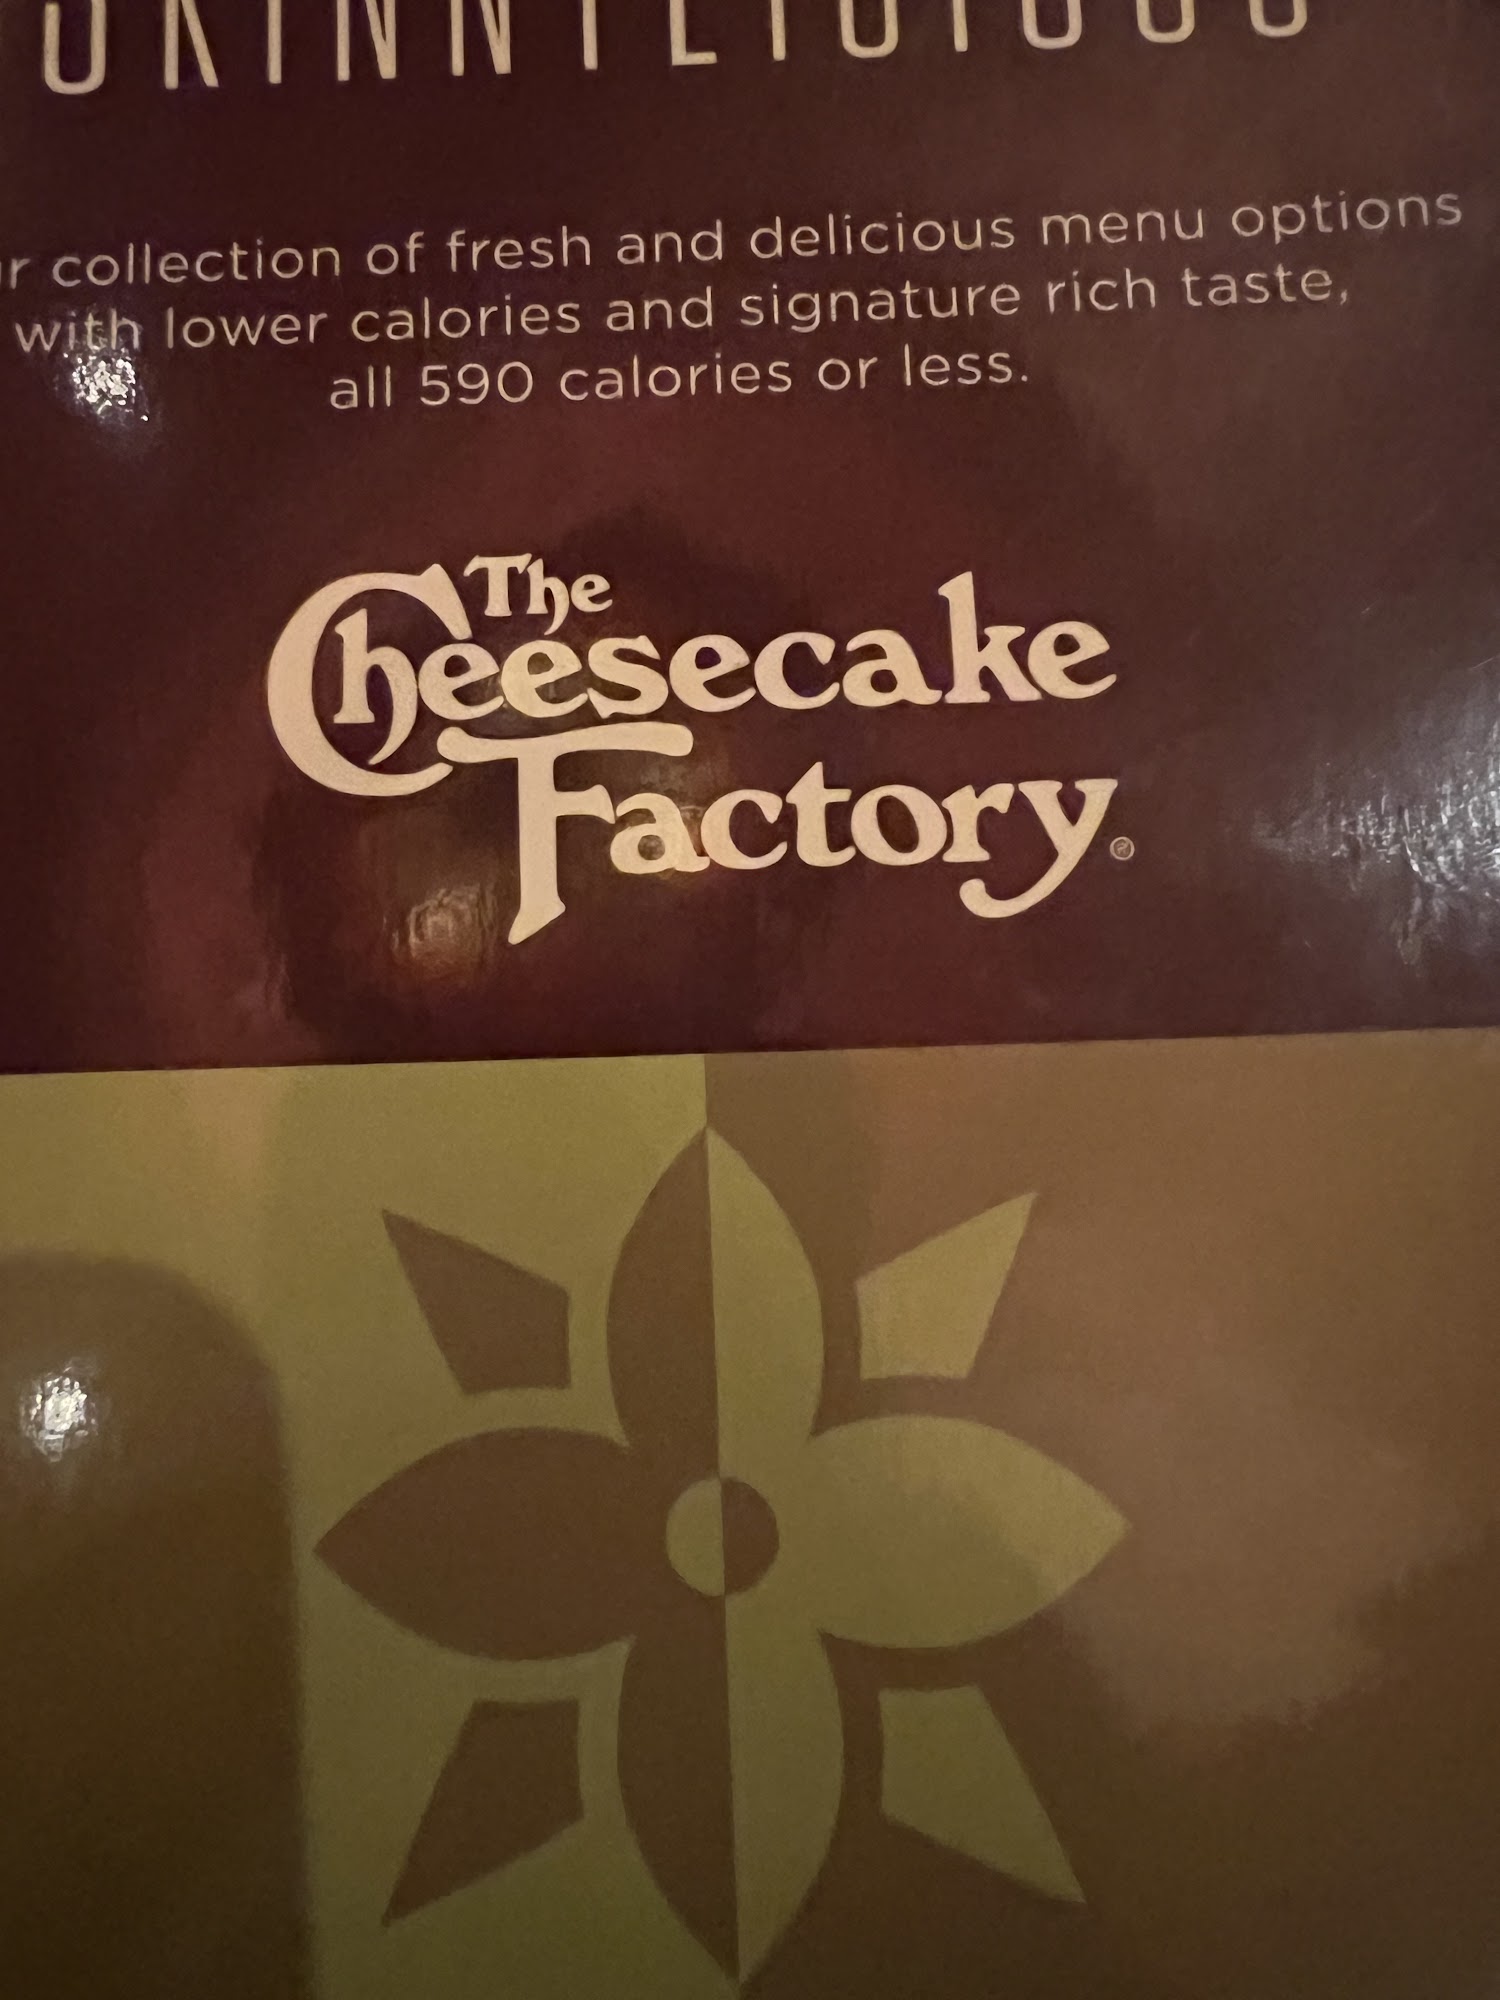 SKINNYLICIOUS
collection of fresh and delicious menu options
with lower calories and signature rich taste,
all 590 calories or less.
The
Cheesecake
Factory®